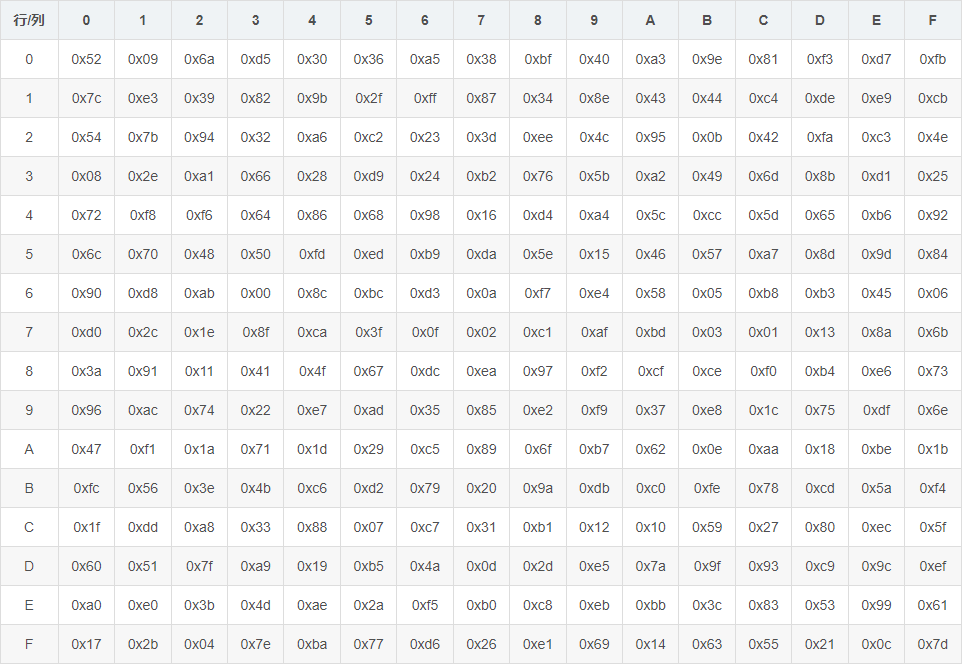 行/列 0 1 2 3 4 5 6 7 8 9 A B C D E F
0 0x52 0x09 0x6a 0xd5 0x30 0x36 0xa5 0x38 0xbf 0x40 0xa3 0x9e 0x81 0xf3 0xd7 0xfb
1 0x7c 0xe3 0x39 0x82 0x9b 0x2f 0xff 0x87 0x34 0x8e 0x43 0x44 0xc4 0xde 0xe9 0xcb
2 0x54 0x7b 0x94 0x32 0xa6 0xc2 0x23 0x3d 0xee 0x4c 0x95 0x0b 0x42 0xfa 0xc3 0x4e
3 0x08 0x2e 0xa1 0x66 0x28 0xd9 0x24 0xb2 0x76 0x5b 0xa2 0x49 0x6d 0x8b 0xd1 0x25
4 0x72 0xf8 0xf6 0x64 0x86 0x68 0x98 0x16 0xd4 0xa4 0x5c 0xcc 0x5d 0x65 0xb6 0x92
5 0x6c 0x70 0x48 0x50 0xfd 0xed 0xb9 0xda 0x5e 0x15 0x46 0x57 0xa7 0x8d 0x9d 0x84
6 0x90 0xd8 0xab 0x00 0x8c 0xbc 0xd3 0x0a 0xf7 0xe4 0x58 0x05 0xb8 0xb3 0x45 0x06
7 0xd0 0x2c 0x1e 0x8f 0xca 0x3f 0x0f 0x02 0xc1 0xaf 0xbd 0x03 0x01 0x13 0x8a 0x6b
8 0x3a 0x91 0x11 0x41 0x4f 0x67 0xdc 0xea 0x97 0xf2 0xcf 0xce 0xf0 0xb4 0xe6 0x73
9 0x96 0xac 0x74 0x22 0xe7 0xad 0x35 0x85 0xe2 0xf9 0x37 0xe8 0x1c 0x75 0xdf 0x6e
A 0x47 0xf1 0x1a 0x71 0x1d 0x29 0xc5 0x89 0x6f 0xb7 0x62 0x0e 0xaa 0x18 0xbe 0x1b
B 0xfc 0x56 0x3e 0x4b 0xc6 0xd2 0x79 0x20 0x9a 0xdb 0xc0 0xfe 0x78 0xcd 0x5a 0xf4
C 0x1f 0xdd 0xa8 0x33 0x88 0x07 0xc7 0x31 0xb1 0x12 0x10 0x59 0x27 0x80 0xec 0x5f
D 0x60 0x51 0x7f 0xa9 0x19 0xb5 0x4a 0x0d 0x2d 0xe5 0x7a 0x9f 0x93 0xc9 0x9c 0xef
E 0xa0 0xe0 0x3b 0x4d 0xae 0x2a 0xf5 0xb0 0xc8 0xeb 0xbb 0x3c 0x83 0x53 0x99 0x61
F 0x17 0x2b 0x04 0x7e 0xba 0x77 0xd6 0x26 0xe1 0x69 0x14 0x63 0x55 0x21 0x0c 0x7d